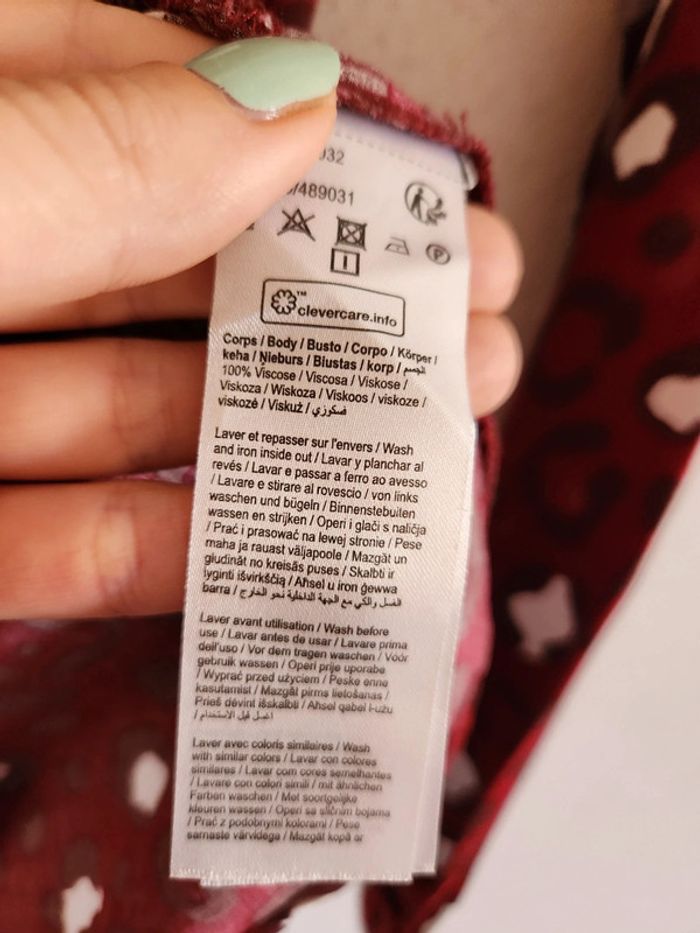 032
/489031
P
™
clevercare.info
Corps / Body / Busto / Corpo / Körper /
keha / Ņieburs / Blustas / korp / الجسم
100% Viscose / Viscosa / Viskose /
Viskoza / Wiskoza / Viskoos / viskoze /
viskozė / Viskuż / فسكوزي
Laver et repasser sur l'envers / Wash
and iron inside out / Lavar y planchar al
revés / Lavar e passar a ferro ao avesso
/ Lavare e stirare al rovescio / von links
waschen und bügeln / Binnenstebuiten
wassen en strijken / Operi i glači s naličja
/ Prać i prasować na lewej stronie / Pese
maha ja rauast väljapoole / Mazgāt un
gludināt no kreisās puses / Skalbti ir
lyginti išvirkščią / Aħsel u iron ġewwa
barra / الغسل والكي مع الجهة الداخلية نحو الخارج /
Laver avant utilisation / Wash before
use / Lavar antes de usar / Lavare prima
dell'uso / Vor dem tragen waschen / Vóór
gebruik wassen / Operi prije uporabe
/ Wyprać przed użyciem / Peske enne
kasutamist / Mazgāt pirms lietošanas /
Prieš dėvint išskalbti / Aħsel qabel l-użu
/ اغسل قبل الاستخدام
Laver avec coloris similaires / Wash
with similar colors / Lavar con colores
similares / Lavar com cores semelhantes
/ Lavare con colori simili / mit ähnlichen
Farben waschen / Met soortgelijke
kleuren wassen / Operi sa sličnim bojama
/ Prać z podobnymi kolorami / Pese
sarnaste värvidega / Mazgāt kopā ar